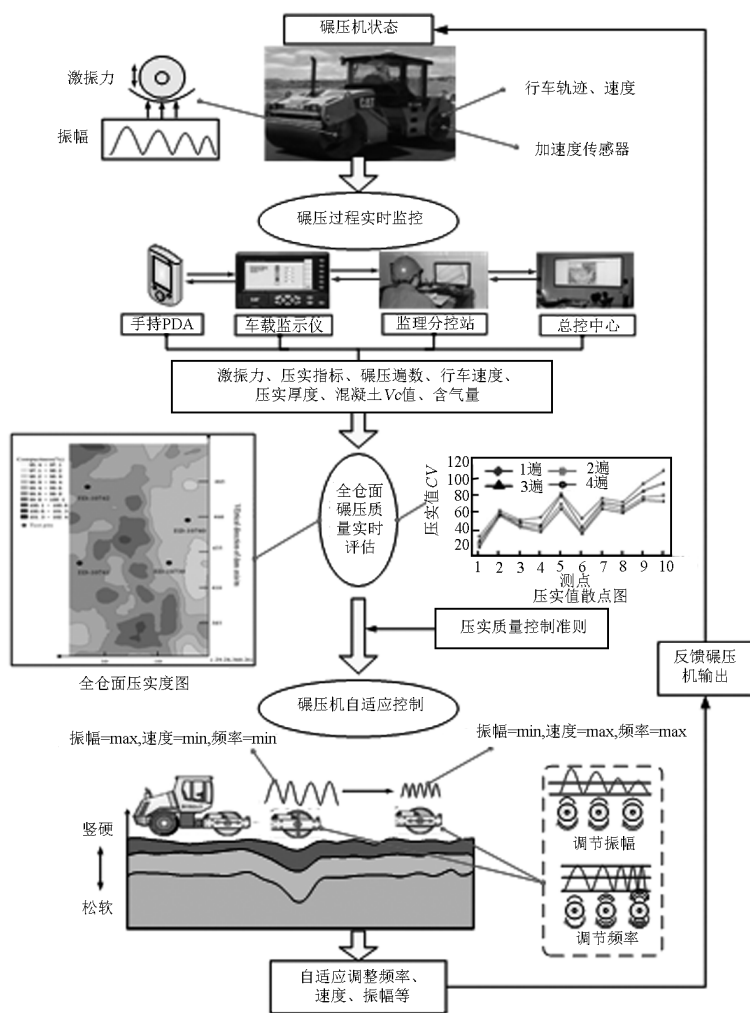 碾压机状态
激振力
振幅
CAT
行车轨迹、速度
加速度传感器
碾压过程实时监控
手持PDA
车载监示仪
监理分控站
总控中心
激振力、压实指标、碾压遍数、行车速度、
压实厚度、混凝土Vc值、含气量
全仓面
碾压质
量实时
评估
压实值CV
120
100
80
60
40
20
1遍
2遍
3遍
4遍
1 2 3 4 5 6 7 8 9 10
测点
压实值散点图
压实质量控制准则
全仓面压实度图
反馈碾压
机输出
碾压机自适应控制
振幅=max,速度=min,频率=min
振幅=min,速度=max,频率=max
竖硬
松软
调节振幅
调节频率
自适应调整频率、
速度、振幅等